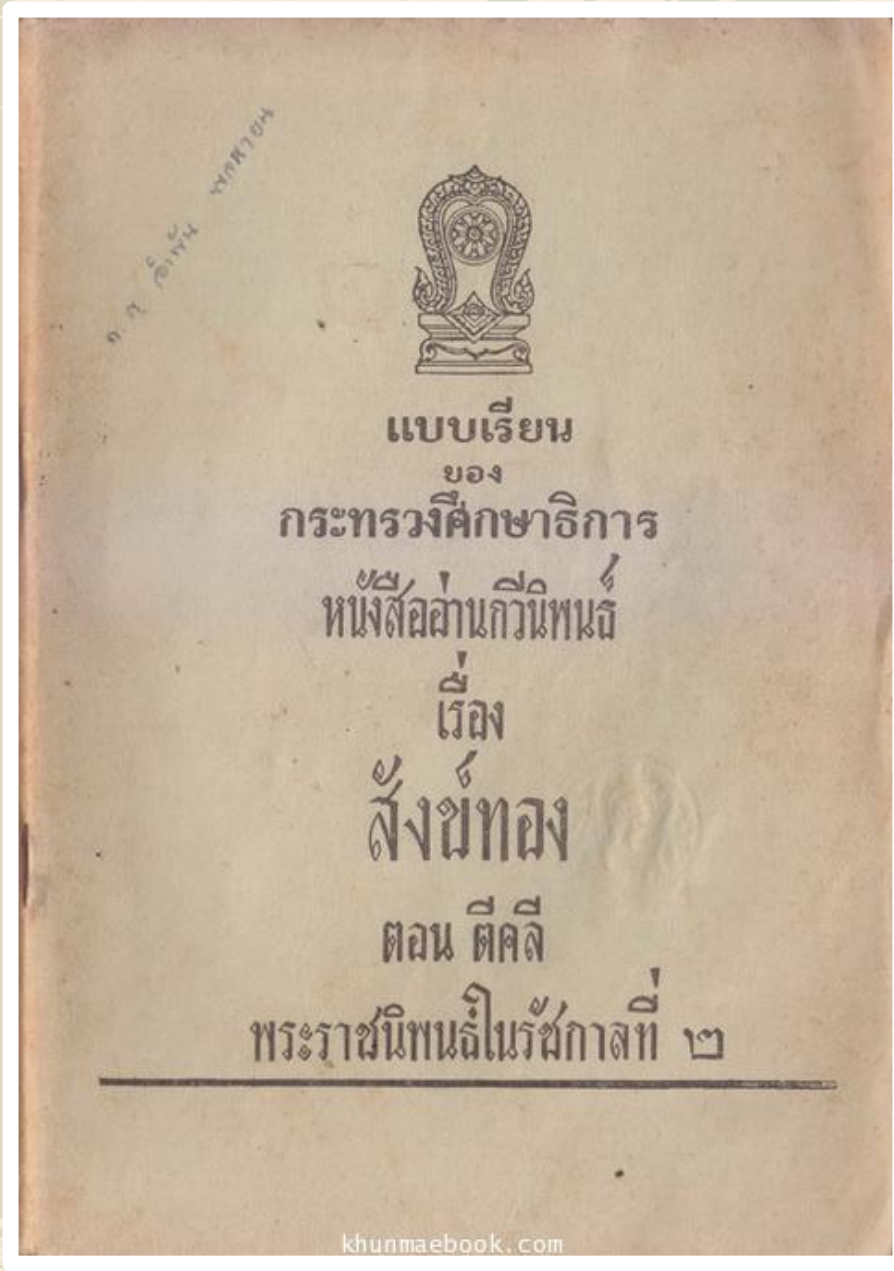 แบบเรียน
ของ
กระทรวงศึกษาธิการ
หนังสืออ่านกวีนิพนธ์
เรื่อง
สังข์ทอง
ตอน ตีคลี
พระราชนิพนธ์ในรัชกาลที่ ๒
khunmaebook.com